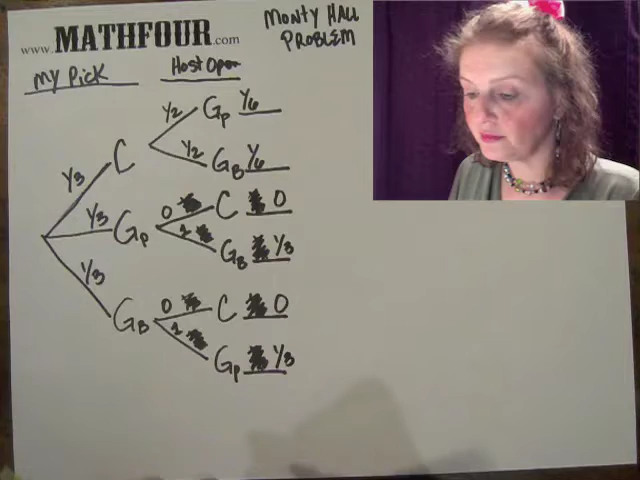 www.MATHFOUR.com
MONTY HALL
PROBLEM
My Pick
Host Open
1/2 Gp 1/6
1/3 C
1/2 GB 1/6
0 C 0
1/3 Gp
1 GB 1/3
1/3 GB
0 C 0
1 Gp 1/3